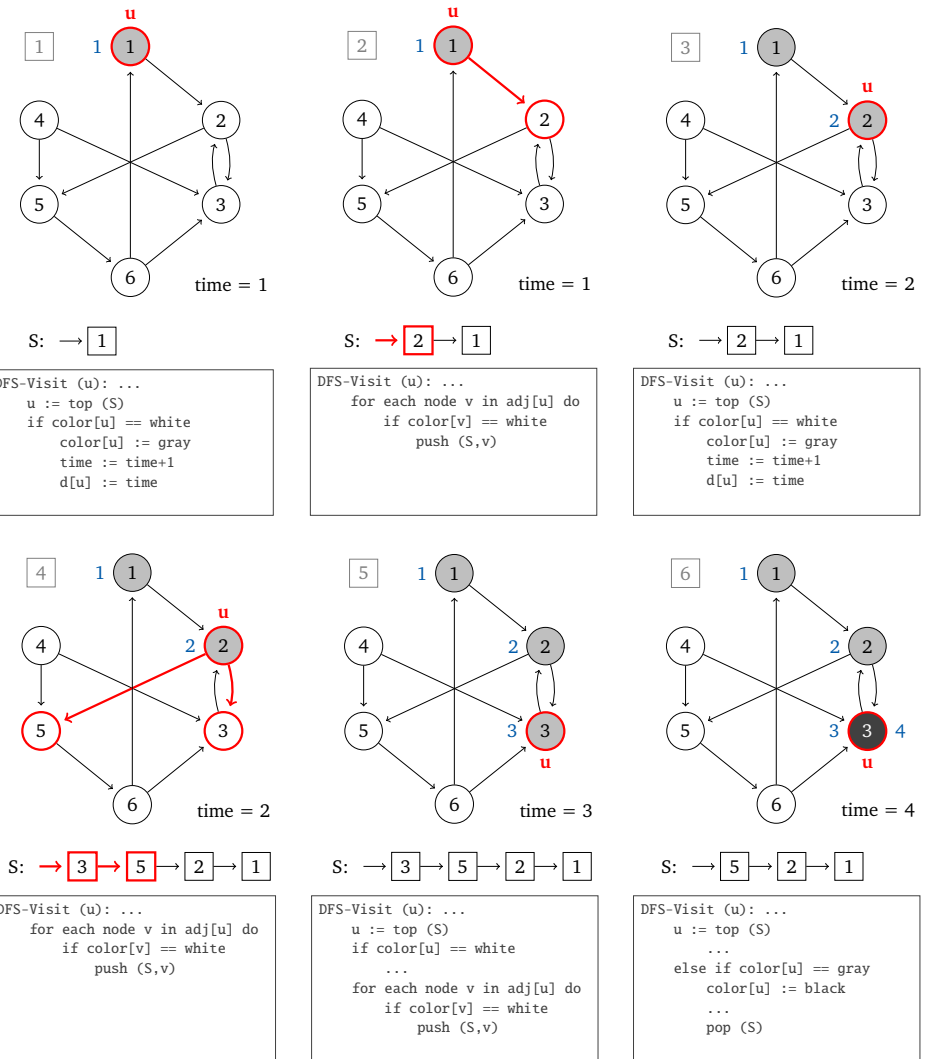 u
1
1 1
4
2
5
3
6
time = 1
S: 1
DFS-Visit (u): ...
u := top (S)
if color[u] == white
color[u] := gray
time := time+1
d[u] := time
u
2
1 1
4
2
5
3
6
time = 1
S: 2 1
DFS-Visit (u): ...
for each node v in adj[u] do
if color[v] == white
push (S,v)
3
1 1
u
4
2 2
5
3
6
time = 2
S: 2 1
DFS-Visit (u): ...
u := top (S)
if color[u] == white
color[u] := gray
time := time+1
d[u] := time
4
1 1
u
4
2 2
5
3
6
time = 2
S: 3 5 2 1
DFS-Visit (u): ...
for each node v in adj[u] do
if color[v] == white
push (S,v)
5
1 1
4
2 2
5
3 3
u
6
time = 3
S: 3 5 2 1
DFS-Visit (u): ...
u := top (S)
if color[u] == white
...
for each node v in adj[u] do
if color[v] == white
push (S,v)
6
1 1
4
2 2
5
3 3 4
u
6
time = 4
S: 5 2 1
DFS-Visit (u): ...
u := top (S)
...
else if color[u] == gray
color[u] := black
...
pop (S)